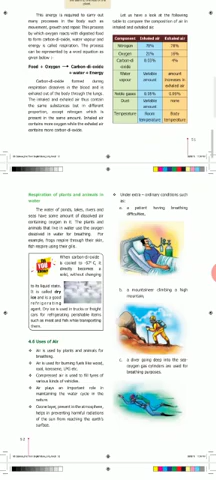 This energy is required to carry out
many processes in the body such as
movement, growth and repair. The process
by which oxygen reacts with digested food
to form carbon-di-oxide, water vapour and
energy is called respiration. The process
can be represented by a word equation as
given below :
Food + Oxygen → Carbon-di-oxide
+ water + Energy
Carbon-di-oxide formed during
respiration dissolves in the blood and is
exhaled out of the body through the lungs.
The inhaled and exhaled air thus contain
the same substances but in different
proportion, except nitrogen which is
present in the same amount. Inhaled air
contains more oxygen while the exhaled air
contains more carbon-di-oxide.
Let us have a look at the following
table to compare the composition of air in
inhaled and exhaled air.
Component Inhaled air Exhaled air
Nitrogen 78% 78%
Oxygen 21%
Carbon-di-oxide 0.03% 4%
Water vapour Variable amount amount increases in exhaled air
Noble gases
Dust Variable amount none
Temperature Room temperature Body temperature
Respiration of plants and animals in
water
The water of ponds, lakes, rivers and
seas have some amount of dissolved air
containing oxygen in it. The plants and
animals that live in water use the oxygen
dissolved in water for breathing. For
example, frogs respire through their skin,
fish respire using their gills.
YOU
When carbon-di-oxide
is cooled to -57° C, it
directly becomes a
solid, without changing
to its liquid state.
It is called dry
ice and is a good
refrigerating
agent. Dry ice is used in trucks or freight
cars for refrigerating perishable items
such as meat and fish while transporting
them.
Uses of Air
Air is used by plants and animals for
breathing.
Air is used for burning fuels like wood,
coal, kerosene, LPG etc.
Compressed air is used to fill tyres of
various kinds of vehicles.
Air plays an important role in
maintaining the water cycle in the
nature.
Ozone layer, present in the atmosphere,
helps in preventing harmful radiations
of the sun from reaching the earth's
surface.
Under extra - ordinary conditions such
as:
a. a patient having breathing
difficulties.
b. a mountaineer climbing a high
mountain.
c. a diver going deep into the sea
oxygen gas cylinders are used for
breathing purposes.